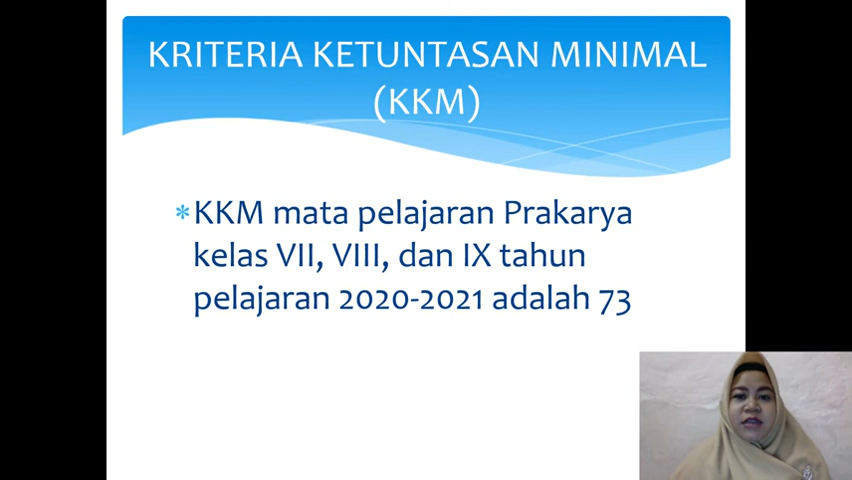 KRITERIA KETUNTASAN MINIMAL
(KKM)
*KKM mata pelajaran Prakarya
kelas VII, VIII, dan IX tahun
pelajaran 2020-2021 adalah 73